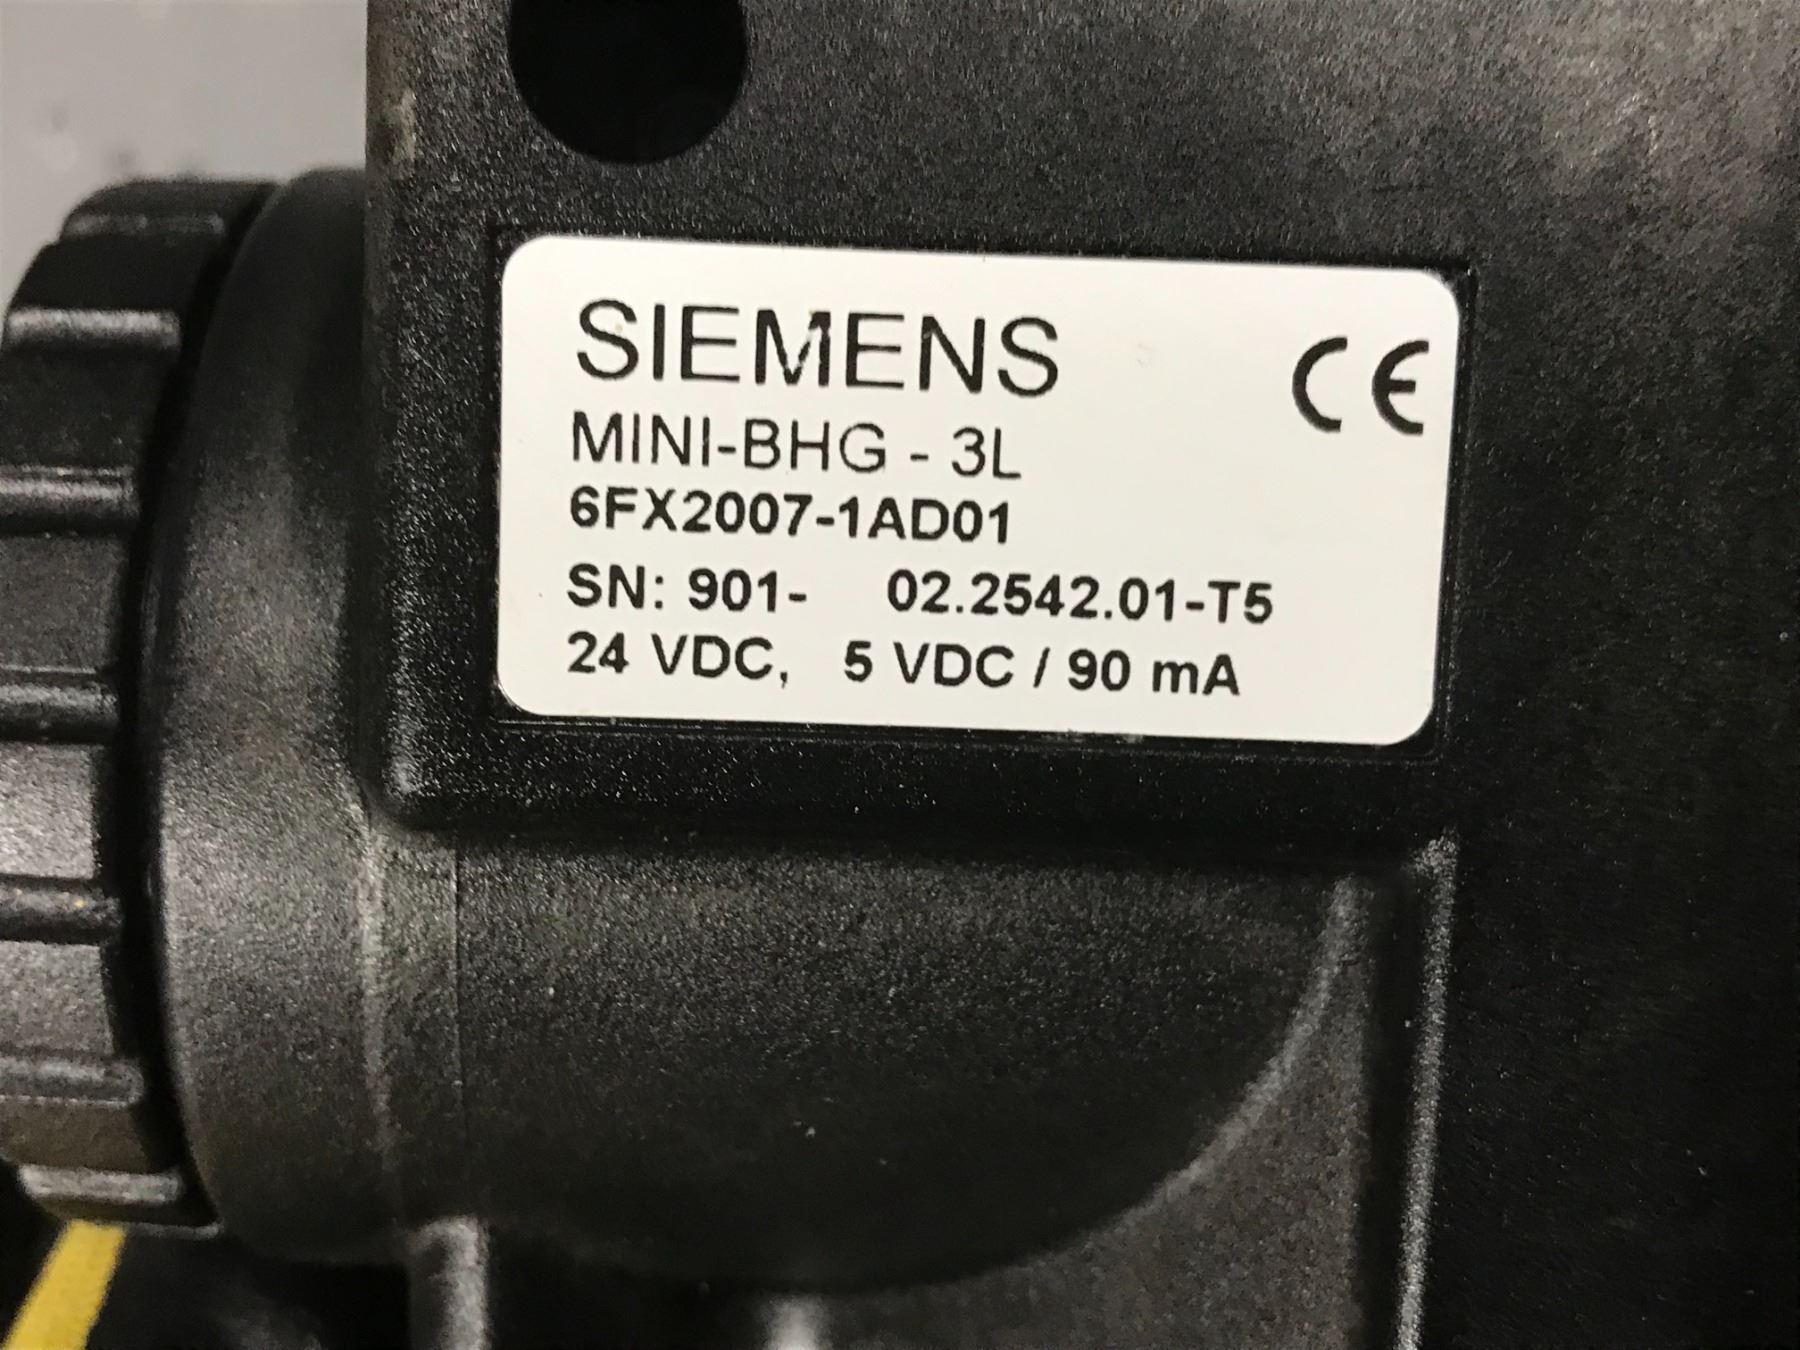 SIEMENS
CE
MINI-BHG - 3L
6FX2007-1AD01
SN: 901- 02.2542.01-T5
24 VDC, 5 VDC / 90 mA